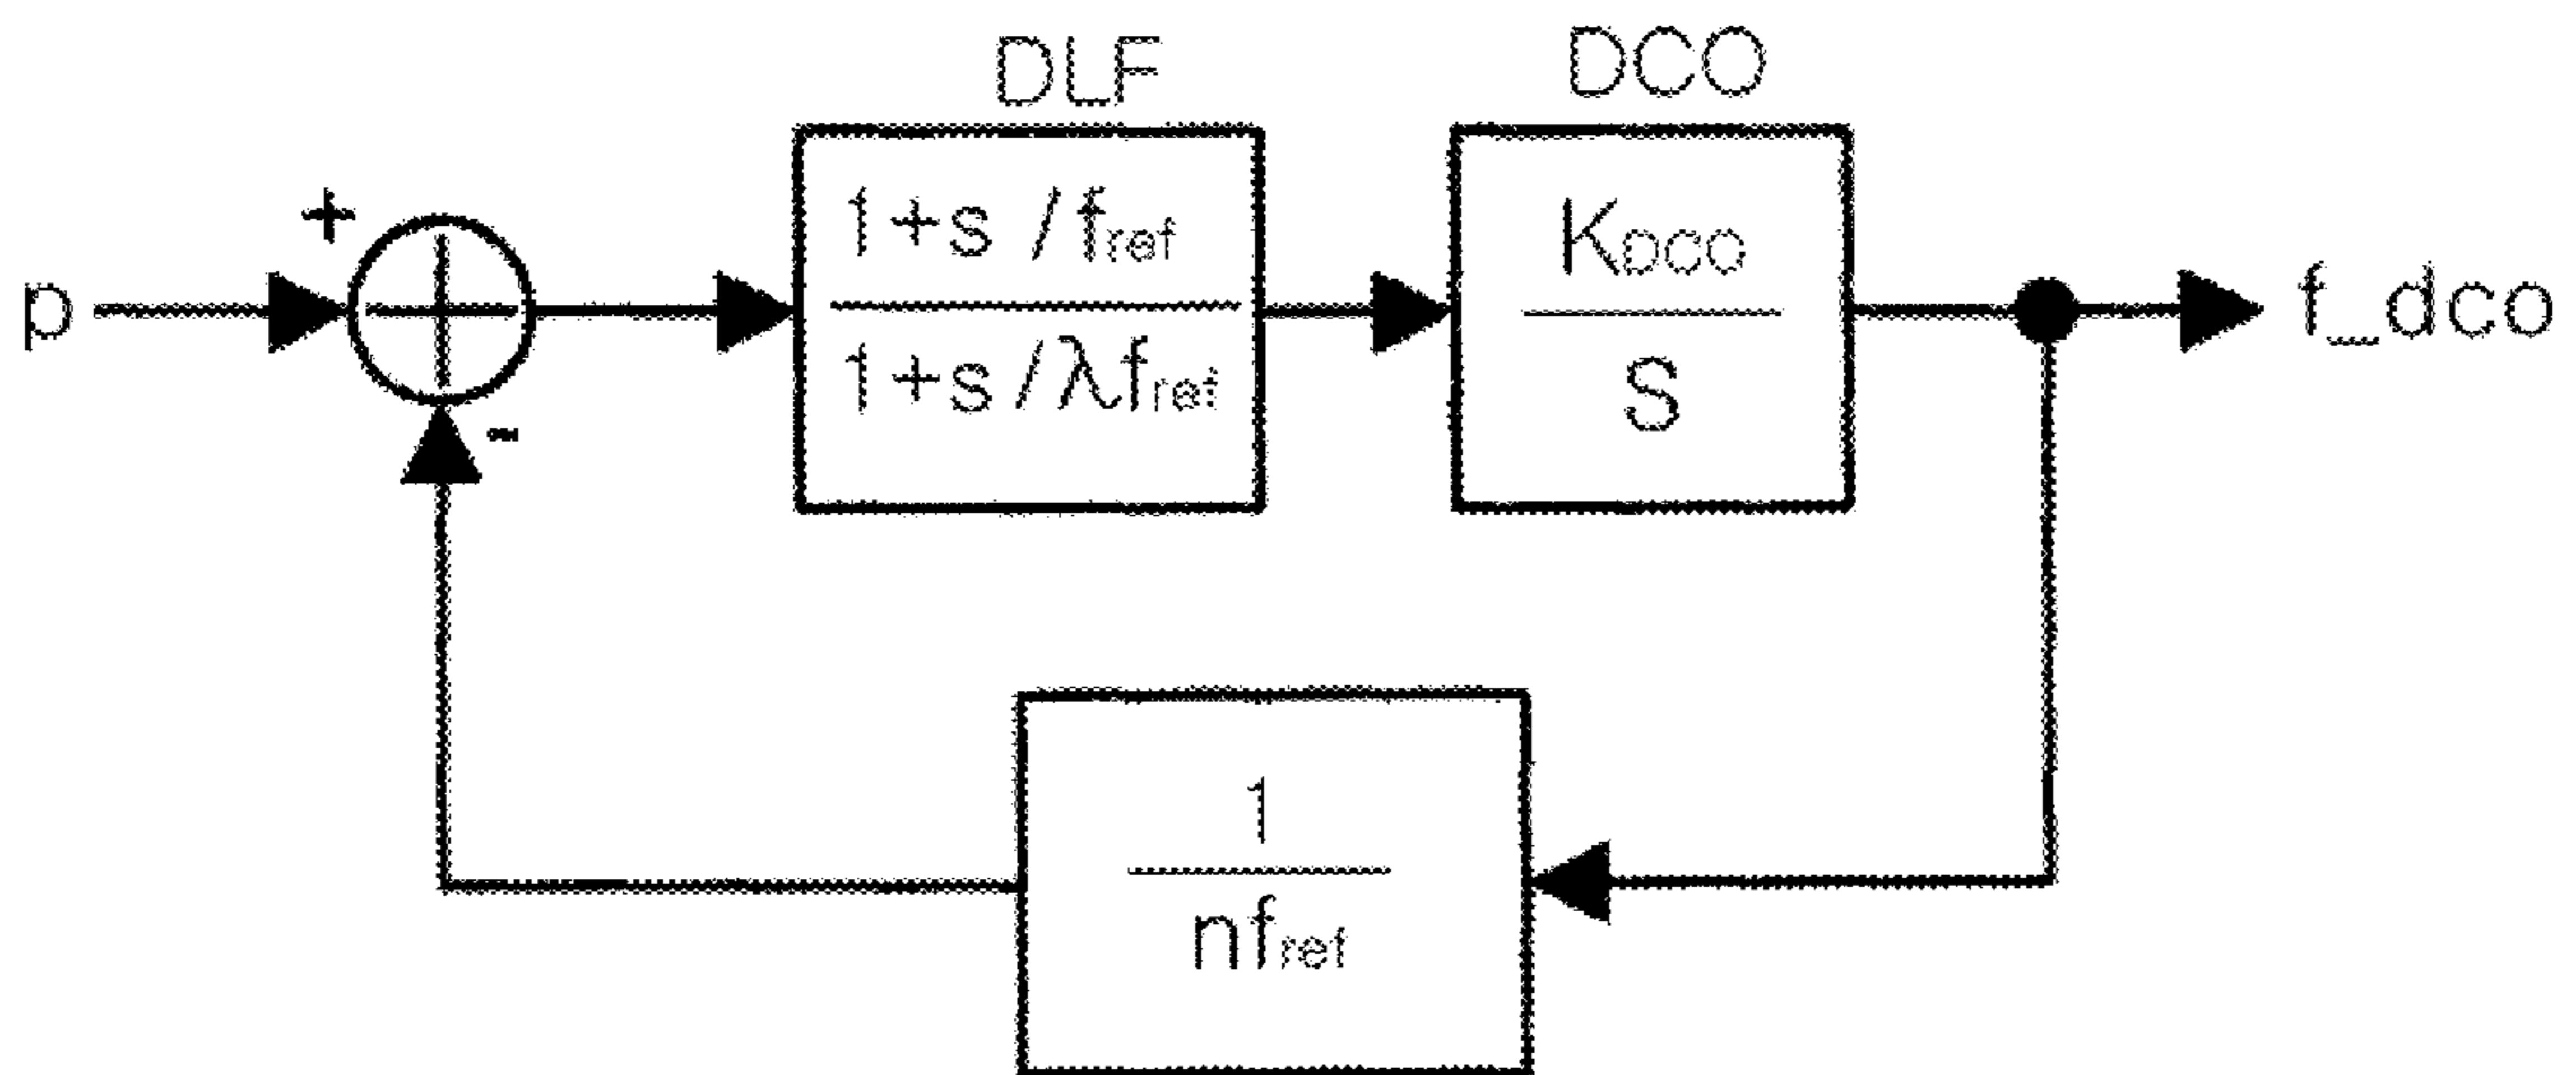 DLF
DCO
+
1+s /fref
KDCO
p
f_dco
1+s /λfref
S
-
1
nfref